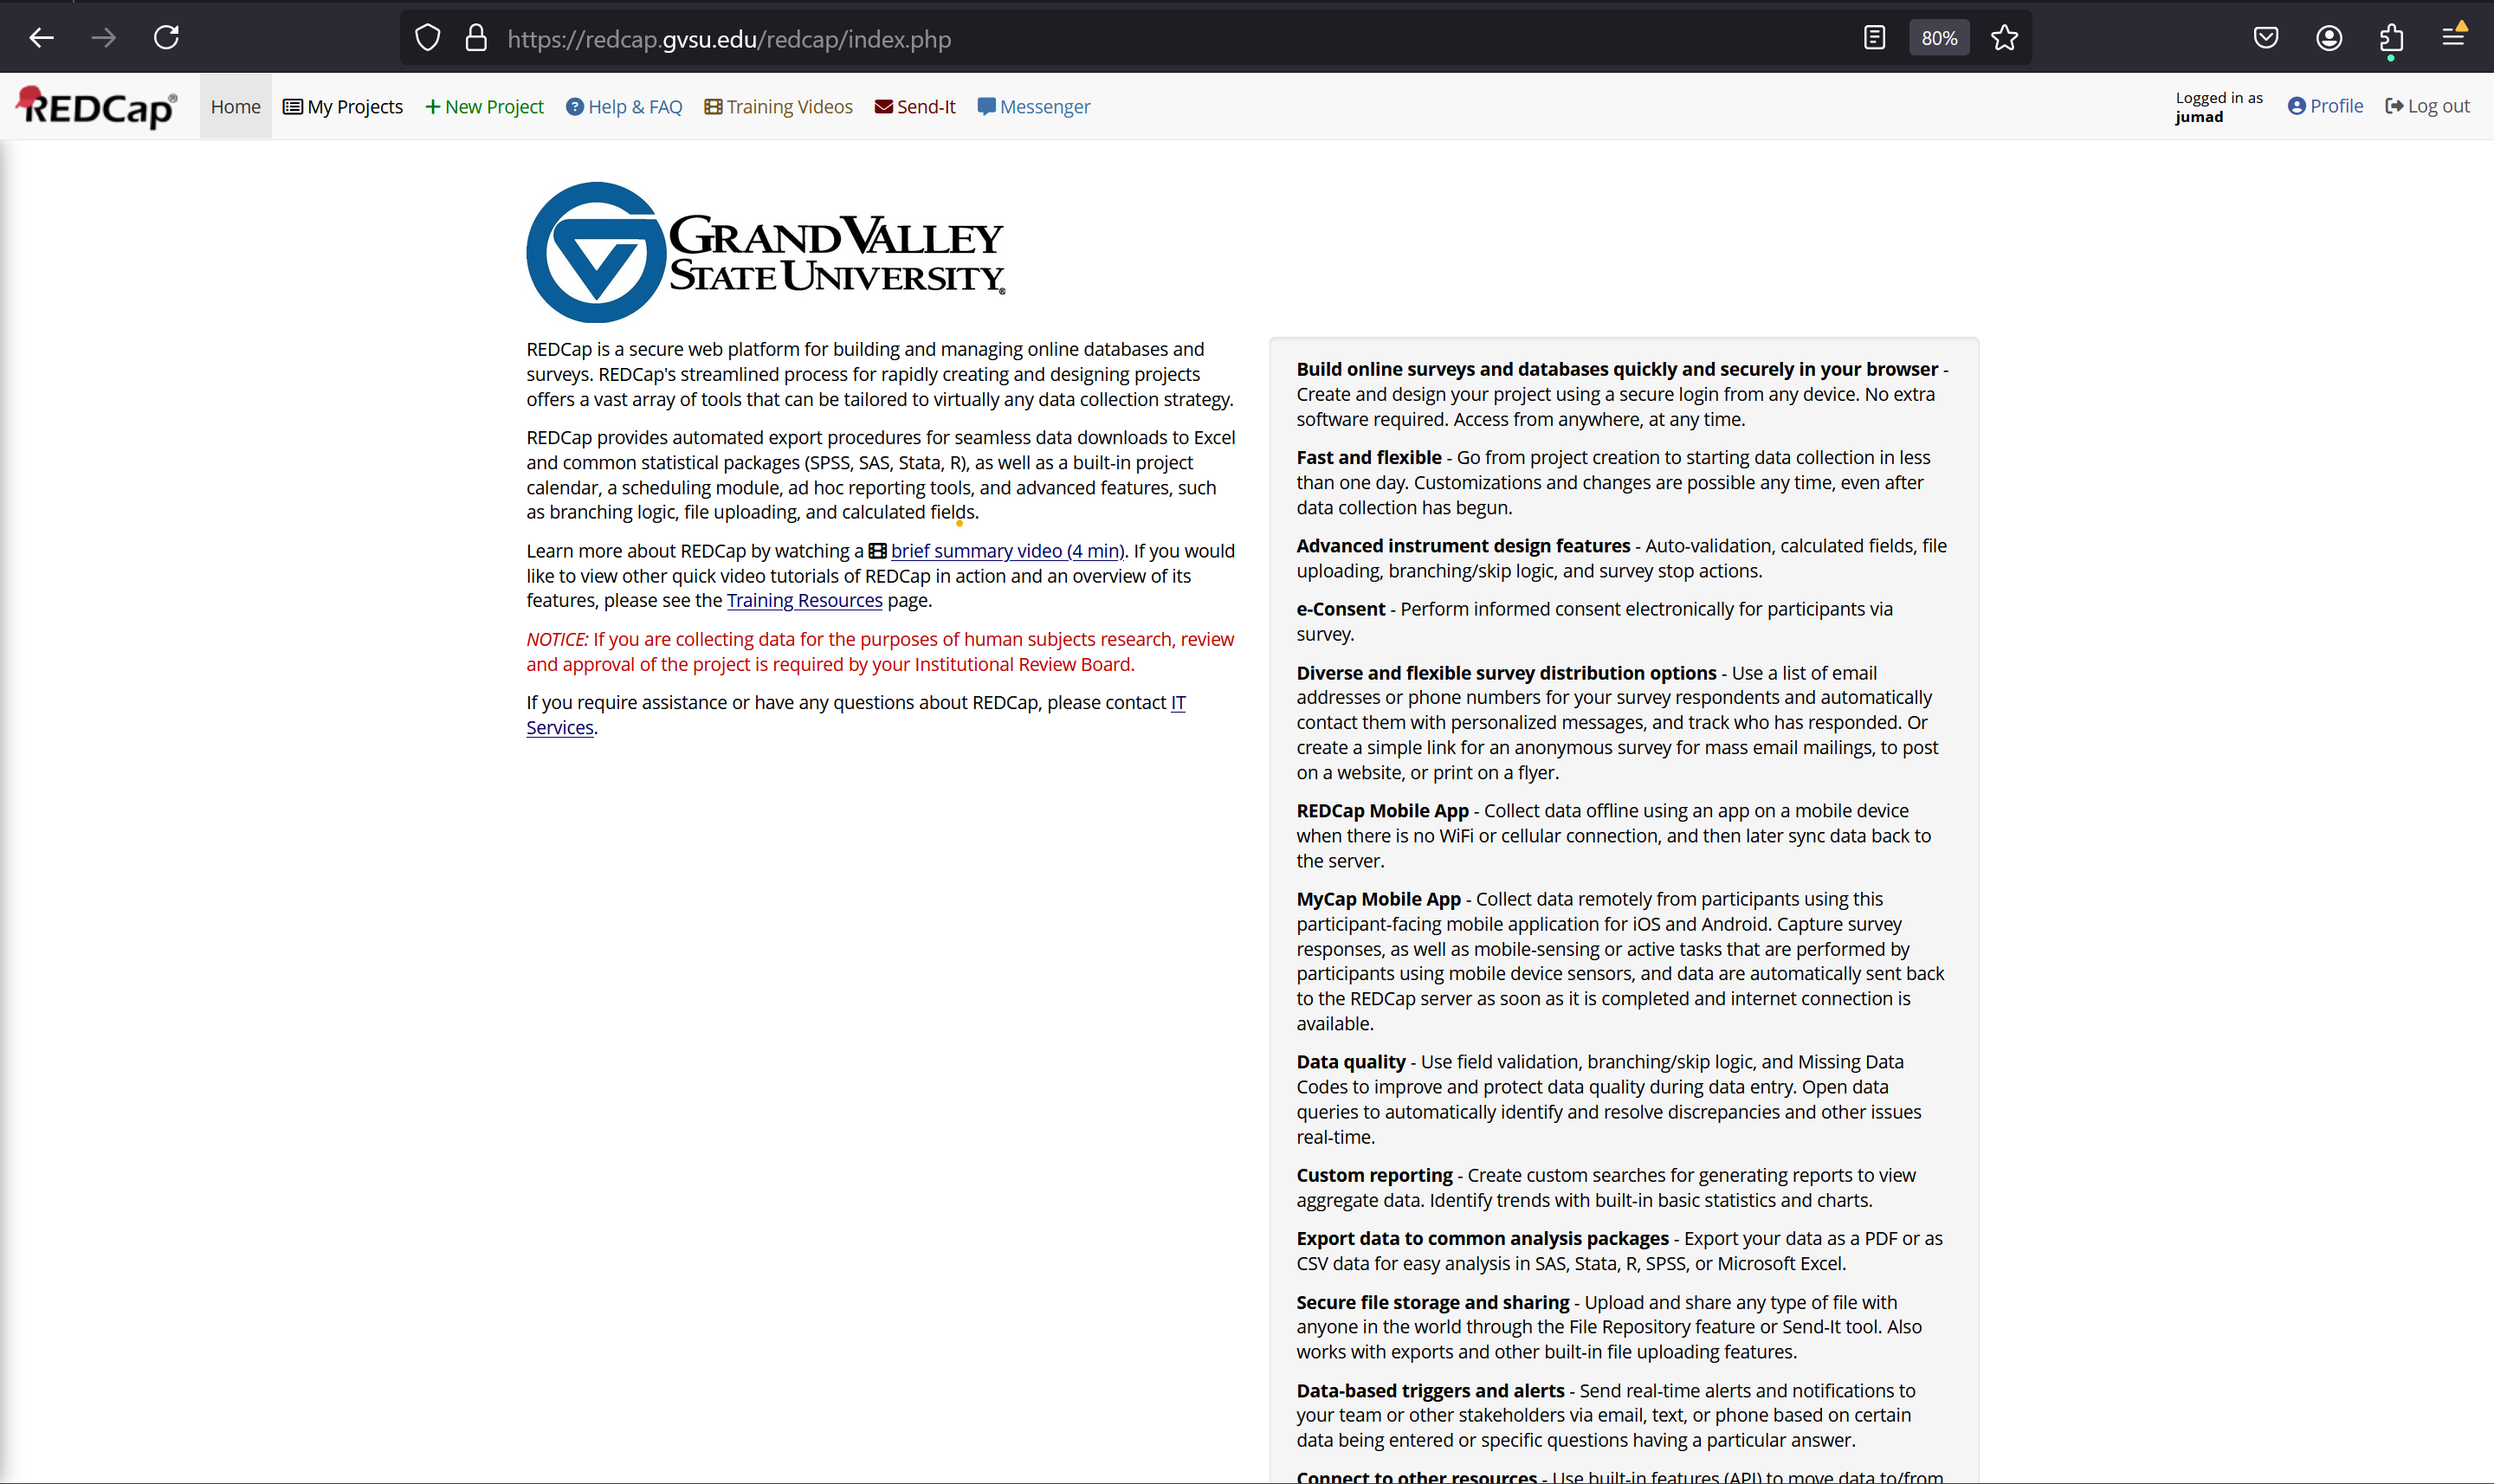 https://redcap.gvsu.edu/redcap/index.php
80%
REDCap®
Home
My Projects
New Project
Help & FAQ
Training Videos
Send-It
Messenger
Logged in as
jumad
Profile
Log out
GRAND VALLEY
STATE UNIVERSITY®
REDCap is a secure web platform for building and managing online databases and
surveys. REDCap's streamlined process for rapidly creating and designing projects
offers a vast array of tools that can be tailored to virtually any data collection strategy.
REDCap provides automated export procedures for seamless data downloads to Excel
and common statistical packages (SPSS, SAS, Stata, R), as well as a built-in project
calendar, a scheduling module, ad hoc reporting tools, and advanced features, such
as branching logic, file uploading, and calculated fields.
Learn more about REDCap by watching a brief summary video (4 min). If you would
like to view other quick video tutorials of REDCap in action and an overview of its
features, please see the Training Resources page.
NOTICE: If you are collecting data for the purposes of human subjects research, review
and approval of the project is required by your Institutional Review Board.
If you require assistance or have any questions about REDCap, please contact IT
Services.
Build online surveys and databases quickly and securely in your browser -
Create and design your project using a secure login from any device. No extra
software required. Access from anywhere, at any time.
Fast and flexible - Go from project creation to starting data collection in less
than one day. Customizations and changes are possible any time, even after
data collection has begun.
Advanced instrument design features - Auto-validation, calculated fields, file
uploading, branching/skip logic, and survey stop actions.
e-Consent - Perform informed consent electronically for participants via
survey.
Diverse and flexible survey distribution options - Use a list of email
addresses or phone numbers for your survey respondents and automatically
contact them with personalized messages, and track who has responded. Or
create a simple link for an anonymous survey for mass email mailings, to post
on a website, or print on a flyer.
REDCap Mobile App - Collect data offline using an app on a mobile device
when there is no WiFi or cellular connection, and then later sync data back to
the server.
MyCap Mobile App - Collect data remotely from participants using this
participant-facing mobile application for iOS and Android. Capture survey
responses, as well as mobile-sensing or active tasks that are performed by
participants using mobile device sensors, and data are automatically sent back
to the REDCap server as soon as it is completed and internet connection is
available.
Data quality - Use field validation, branching/skip logic, and Missing Data
Codes to improve and protect data quality during data entry. Open data
queries to automatically identify and resolve discrepancies and other issues
real-time.
Custom reporting - Create custom searches for generating reports to view
aggregate data. Identify trends with built-in basic statistics and charts.
Export data to common analysis packages - Export your data as a PDF or as
CSV data for easy analysis in SAS, Stata, R, SPSS, or Microsoft Excel.
Secure file storage and sharing - Upload and share any type of file with
anyone in the world through the File Repository feature or Send-It tool. Also
works with exports and other built-in file uploading features.
Data-based triggers and alerts - Send real-time alerts and notifications to
your team or other stakeholders via email, text, or phone based on certain
data being entered or specific questions having a particular answer.
Connect to other resources - Use built-in features (API) to move data to/from